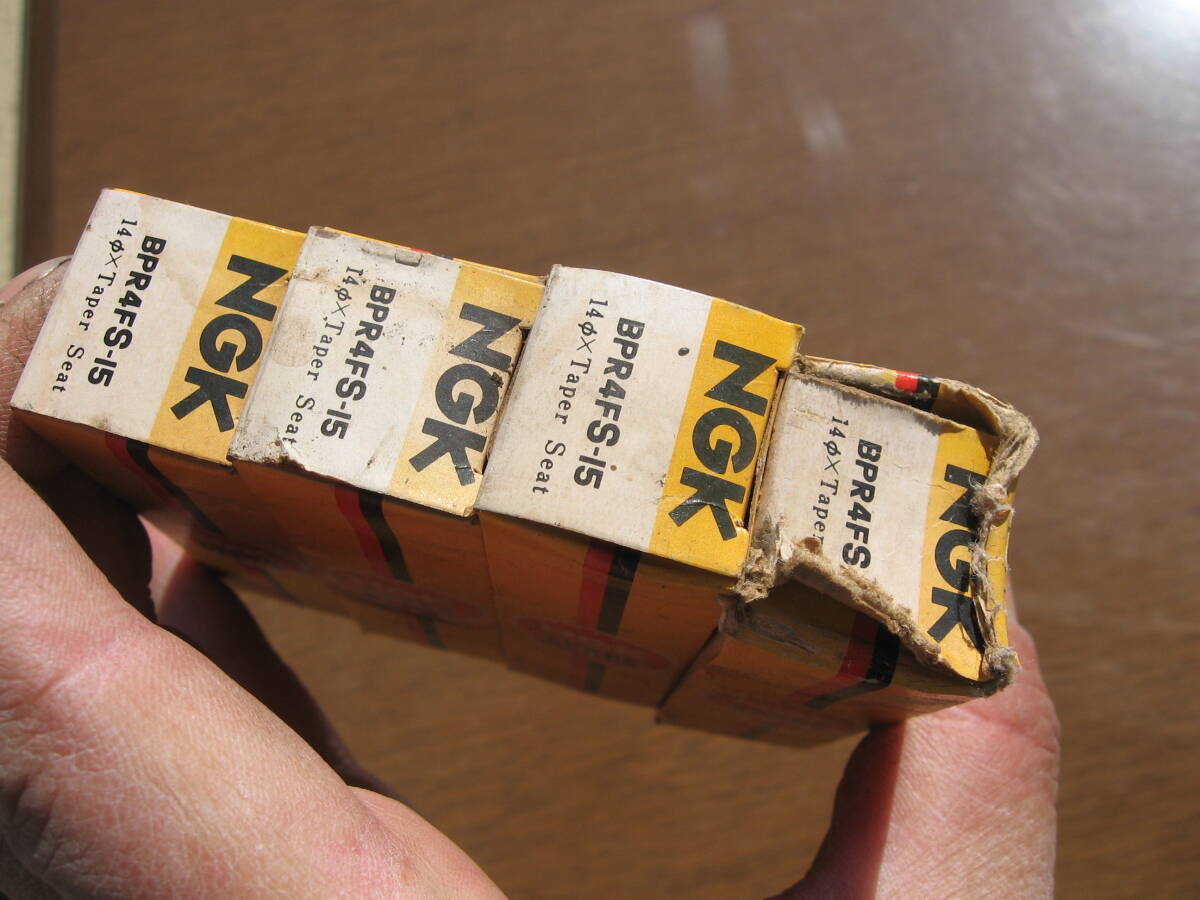 NGK
BPR4FS-15
14φ×Taper Seat
NGK
BPR4FS-15
14φ×Taper Seat
NGK
BPR4FS-15
14φ×Taper Seat
NGK
BPR4FS
14φ×Taper